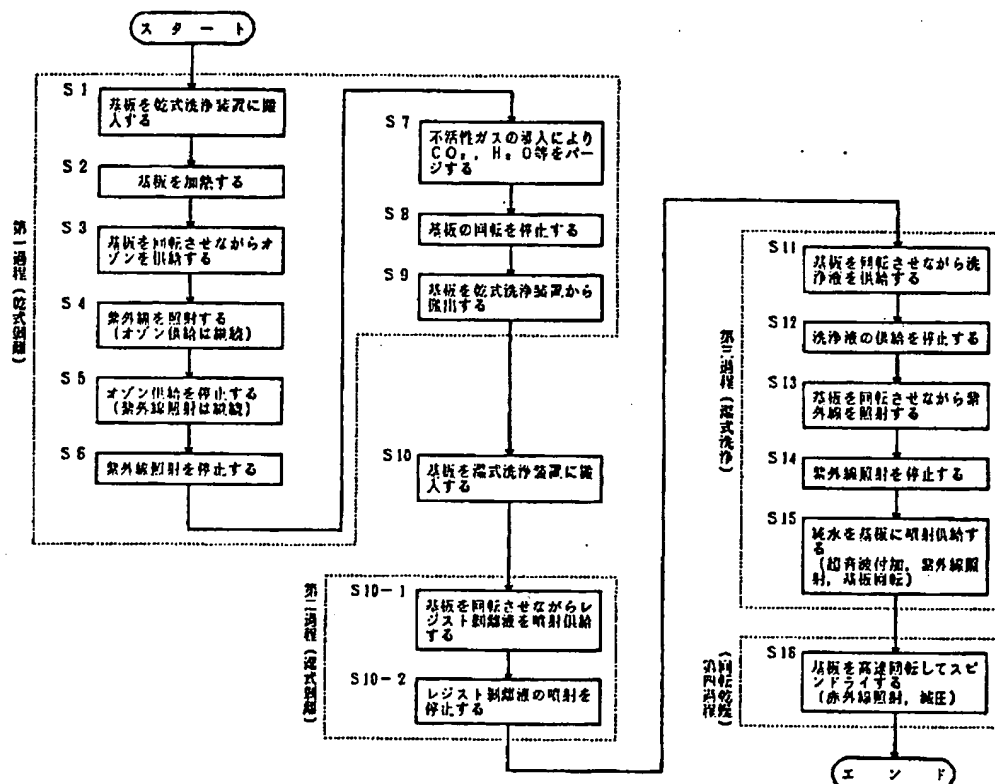 スタート
第一過程(乾式剥離)
S1
基板を乾式洗浄装置に搬
入する
S2
基板を加熱する
S3
基板を回転させながらオ
ゾンを供給する
S4
紫外線を照射する
(オゾン供給は継続)
S5
オゾン供給を停止する
(紫外線照射は継続)
S6
紫外線照射を停止する
S7
不活性ガスの導入により
CO₂,H₂O等をパー
ジする
S8
基板の回転を停止する
S9
基板を乾式洗浄装置から
搬出する
S10
基板を湿式洗浄装置に搬
入する
第二過程(湿式剥離)
S10-1
基板を回転させながらレ
ジスト剥離液を噴射供給
する
S10-2
レジスト剥離液の噴射を
停止する
第三過程(湿式洗浄)
S11
基板を回転させながら洗
浄液を供給する
S12
洗浄液の供給を停止する
S13
基板を回転させながら紫
外線を照射する
S14
紫外線照射を停止する
S15
純水を基板に噴射供給す
る
(超音波付加,紫外線照
射,基板回転)
第四過程
(回転乾燥)
S16
基板を高速回転してスピ
ンドライする
(赤外線照射,減圧)
エンド